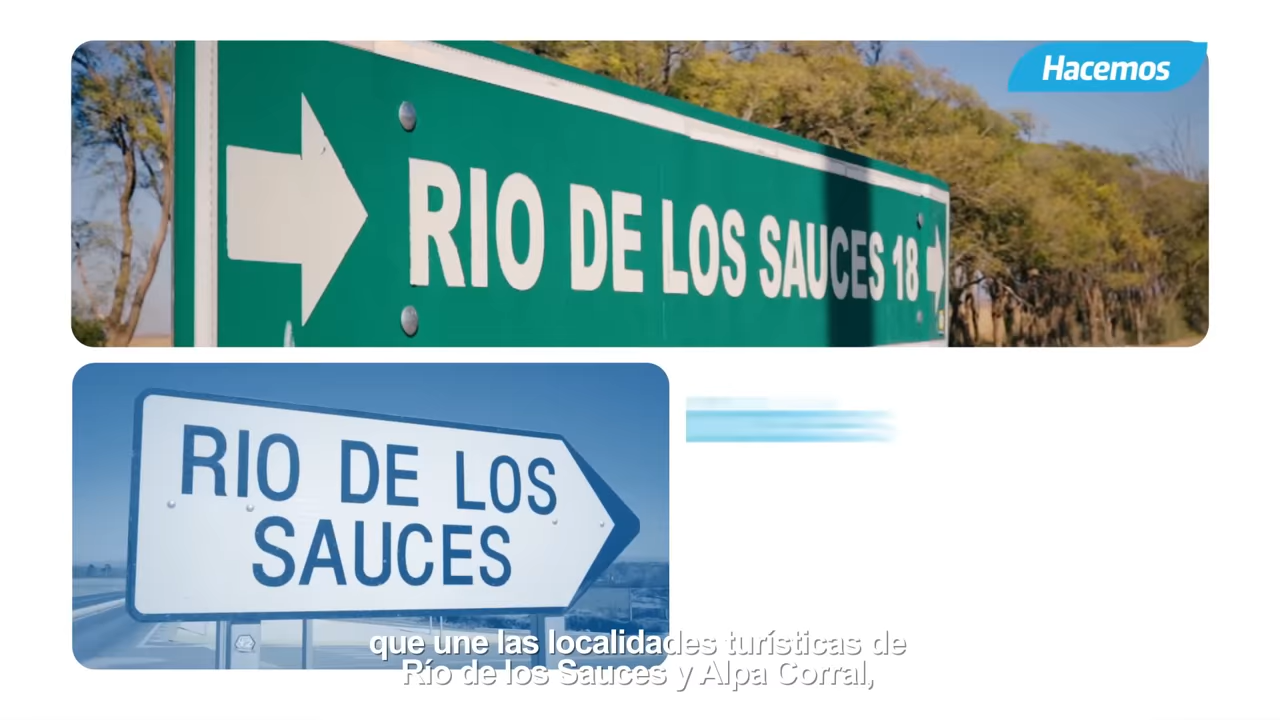 Hacemos
RIO DE LOS SAUCES 18
RIO DE LOS
SAUCES
que une las localidades turísticas de
Río de los Sauces y Alpa Corral,